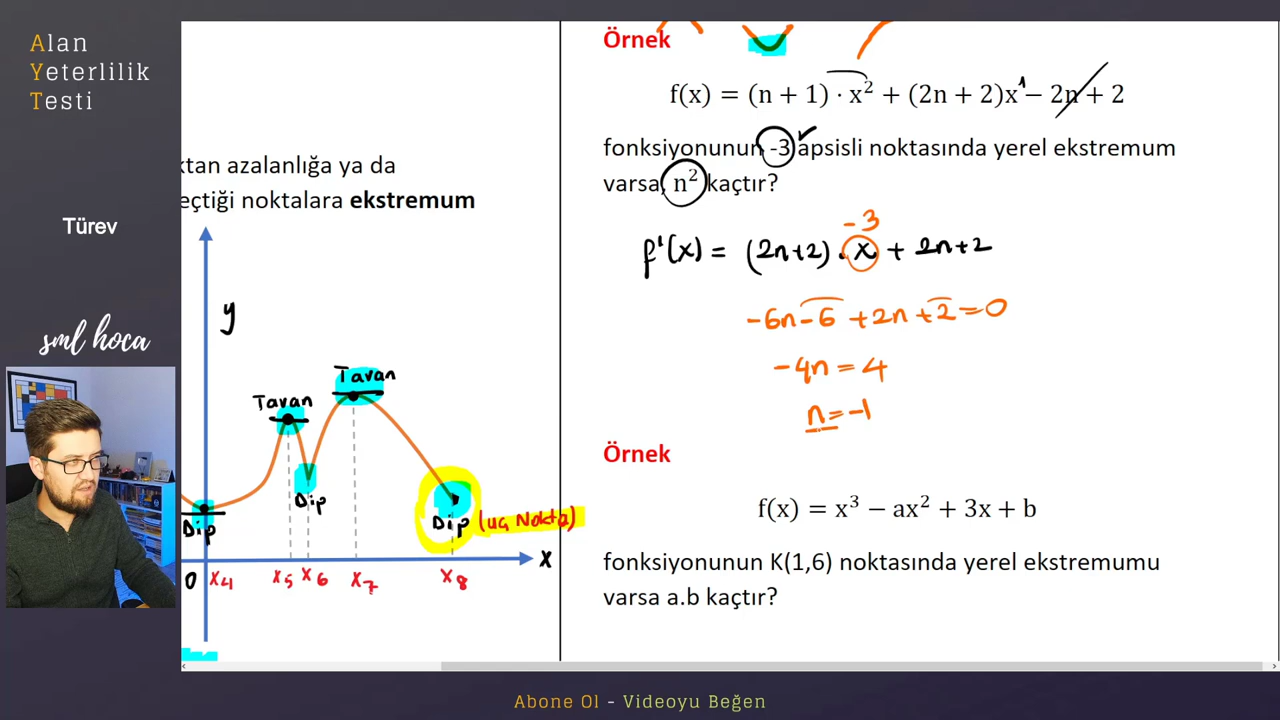 Alan
Yeterlilik
Testi
Türev
sml hoca
ktan azalanlığa ya da
eçtiği noktalara ekstremum
y
Tavan
Tavan
Dip
Dip
Dip (uç Nokta)
x
0 x4 x5 x6 x7 x8
Örnek
f(x) = (n + 1) · x² + (2n + 2)x¹ − 2n + 2
fonksiyonunun -3 apsisli noktasında yerel ekstremum
varsa, n² kaçtır?
-3
f'(x) = (2n+2) . x + 2n+2
-6n-6 +2n+2=0
-4n = 4
n=-1
Örnek
f(x) = x³ − ax² + 3x + b
fonksiyonunun K(1,6) noktasında yerel ekstremumu
varsa a.b kaçtır?
Abone Ol - Videoyu Beğen